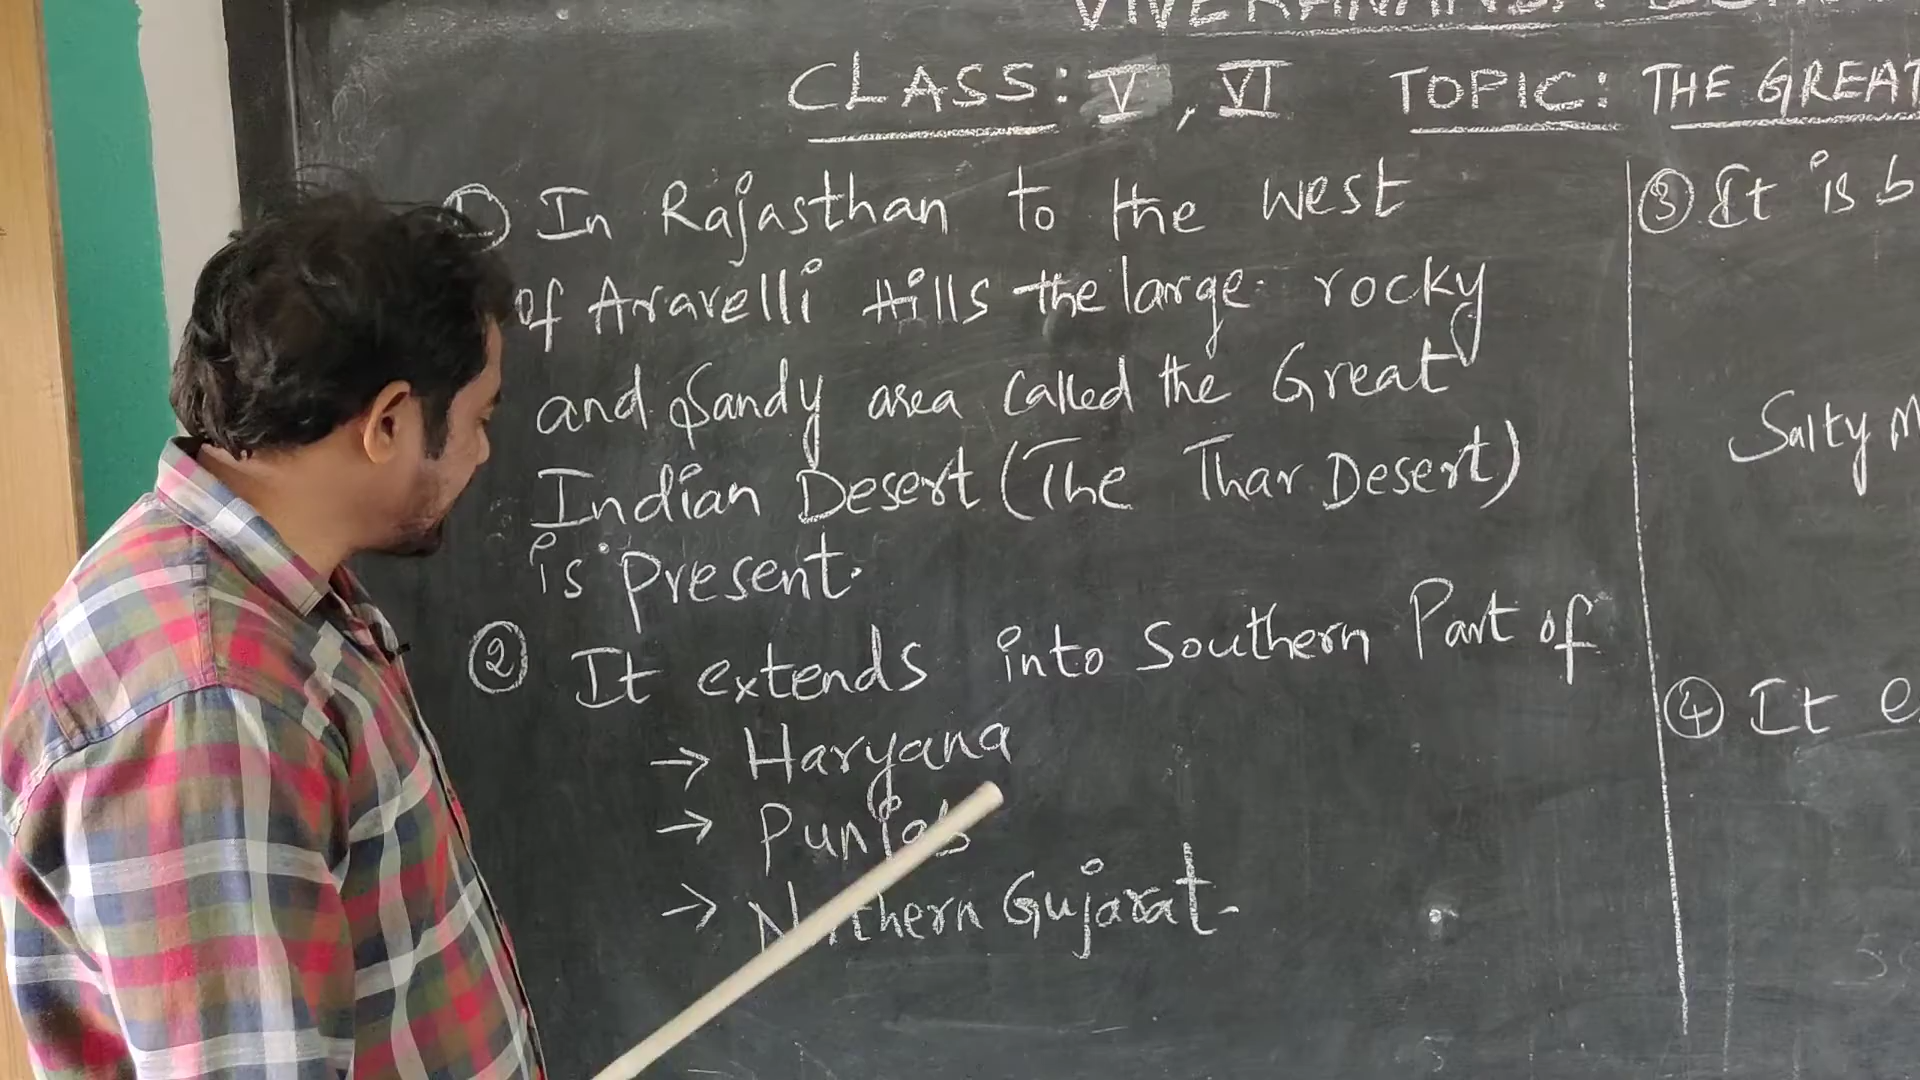 CLASS: V, VI TOPIC: THE GREAT
① In Rajasthan to the west
of Aravelli Hills the large rocky
and Sandy area called the Great
Indian Desert (The Thar Desert)
is present.
② It extends into Southern Part of
→ Haryana
→ Punjab
→ Northern Gujarat-
③ It is
Salty
④ It